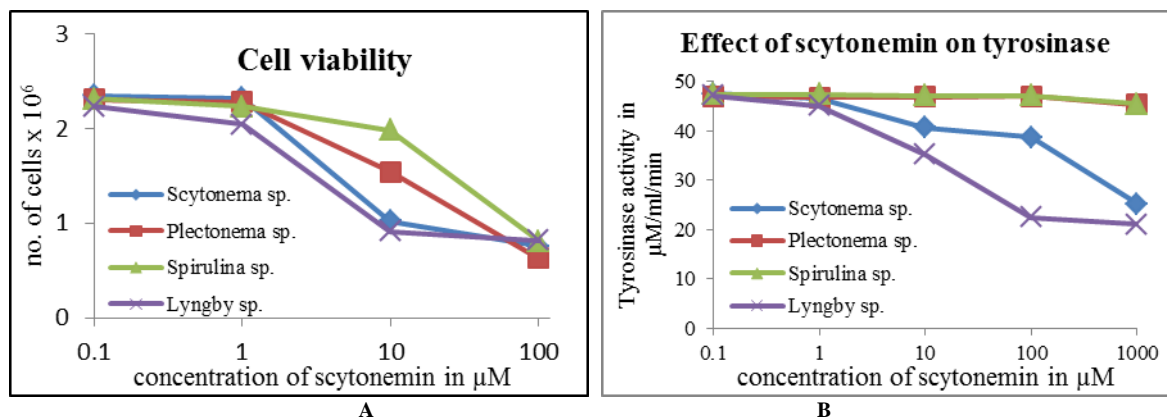 Cell viability
3
2
1
0
no. of cells x 10⁶
Scytonema sp.
Plectonema sp.
Spirulina sp.
Lyngby sp.
0.1 1 10 100
concentration of scytonemin in µM
A
Effect of scytonemin on tyrosinase
50
40
30
20
10
0
Tyrosinase activity in
µM/ml/min
Scytonema sp.
Plectonema sp.
Spirulina sp.
Lyngby sp.
0.1 1 10 100 1000
concentration of scytonemin in µM
B